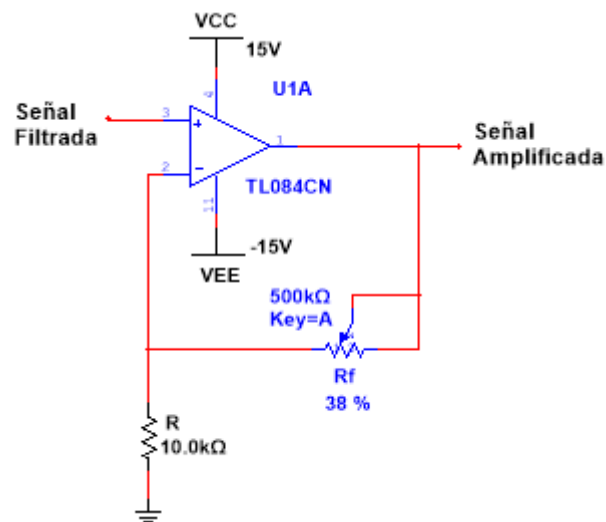 VCC
15V
U1A
4
Señal
Filtrada
3
+
1
Señal
Amplificada
2
−
TL084CN
11
-15V
VEE
500kΩ
Key=A
Rf
38 %
R
10.0kΩ